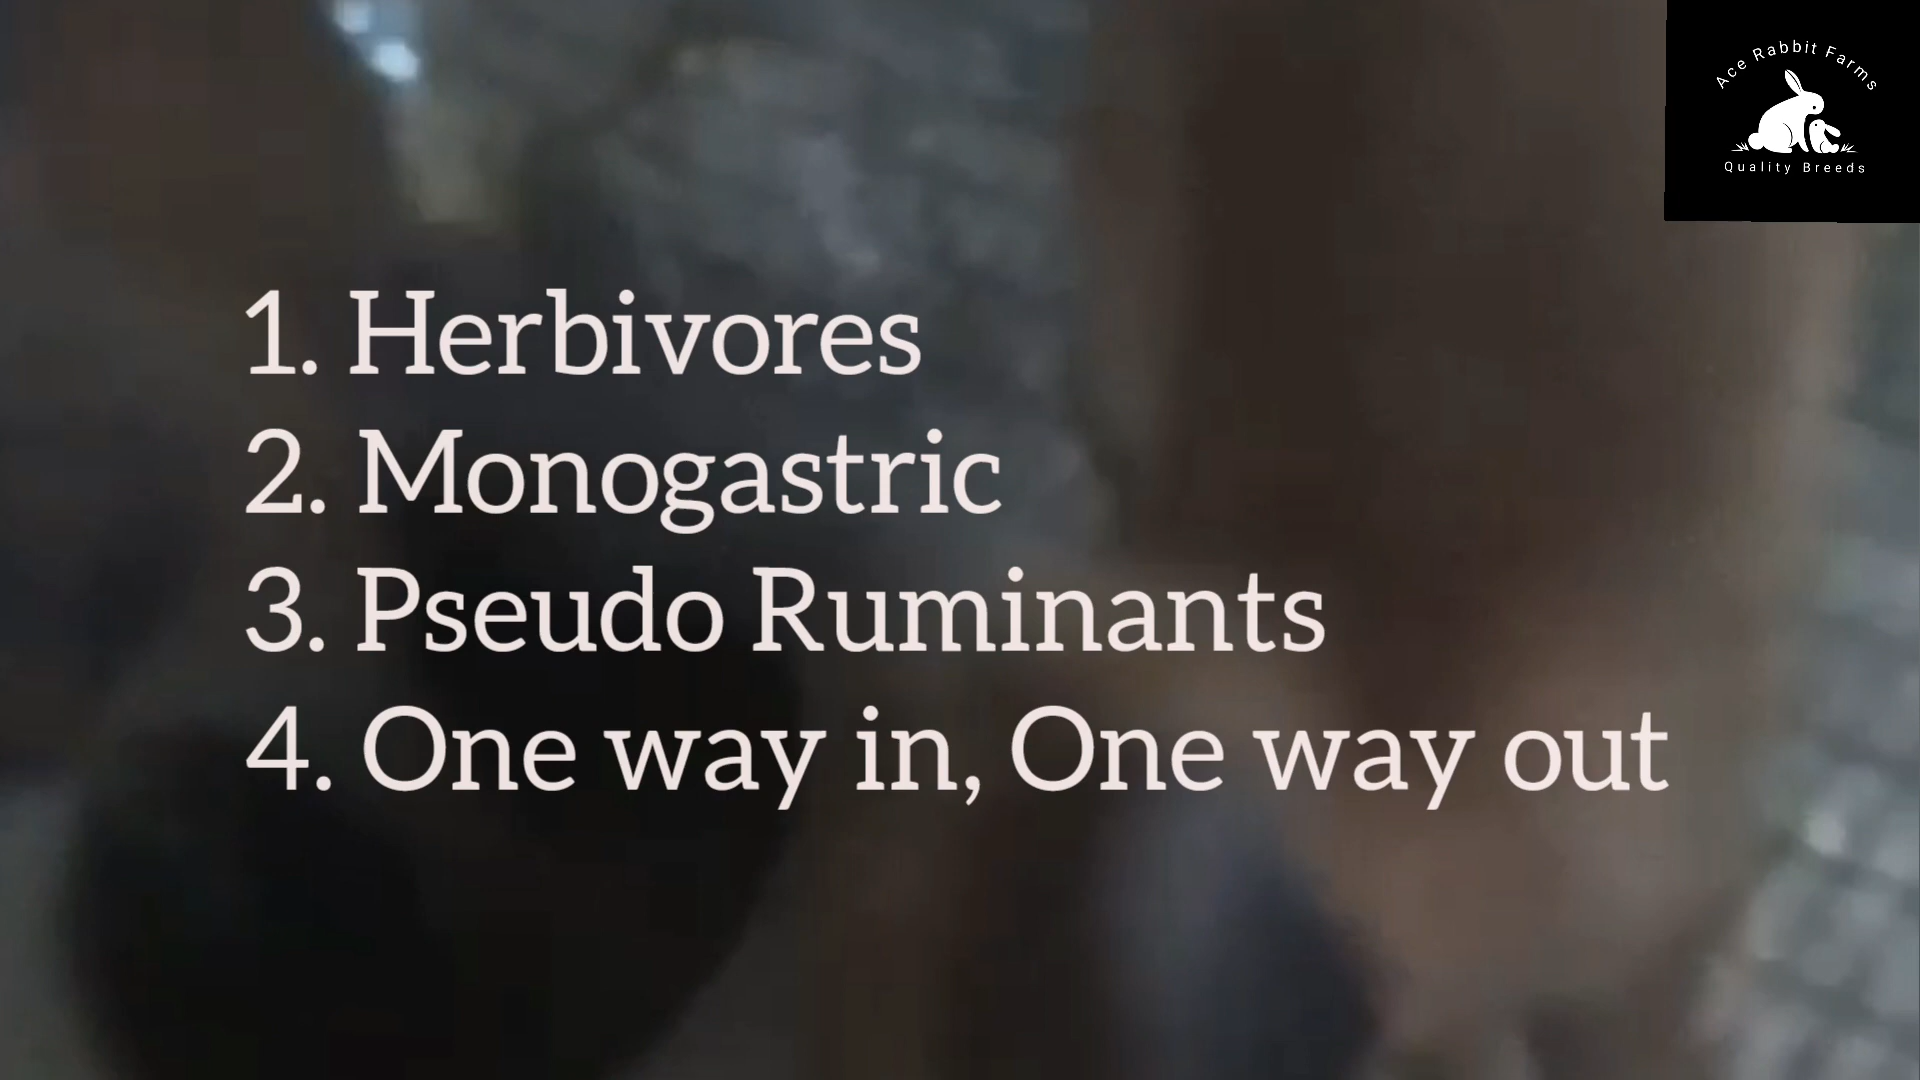 Ace Rabbit Farms
Quality Breeds
1. Herbivores
2. Monogastric
3. Pseudo Ruminants
4. One way in, One way out